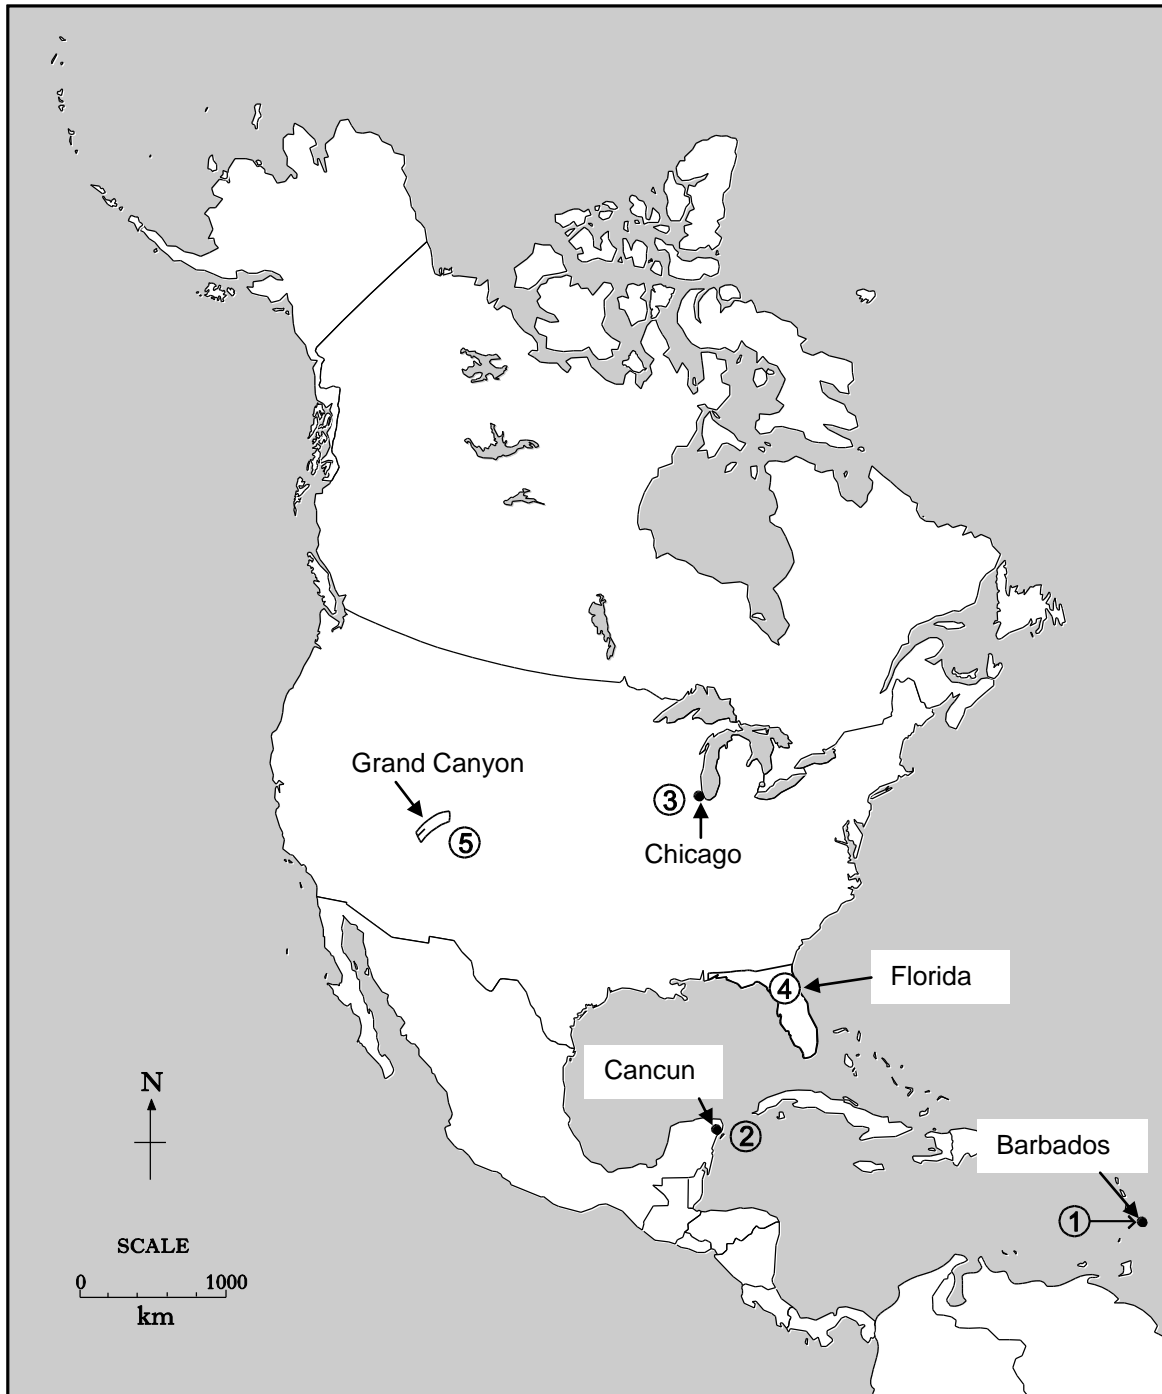 Grand Canyon
⑤
③
Chicago
④
Florida
Cancun
②
N
Barbados
①
SCALE
0 1000
km